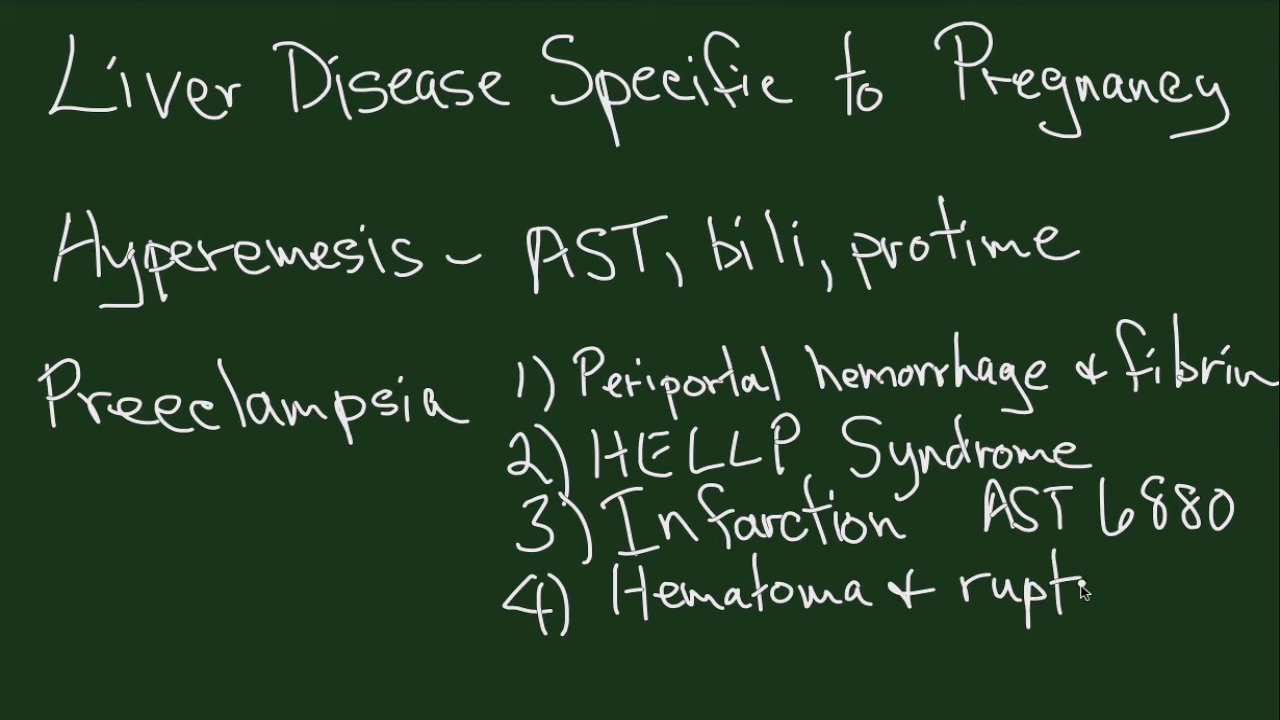 Liver Disease Specific to Pregnancy
Hyperemesis - AST, bili, protime
Preeclampsia 1) Periportal hemorrhage & fibrin
2) HELLP Syndrome
3) Infarction AST 6880
4) Hematoma & rupt